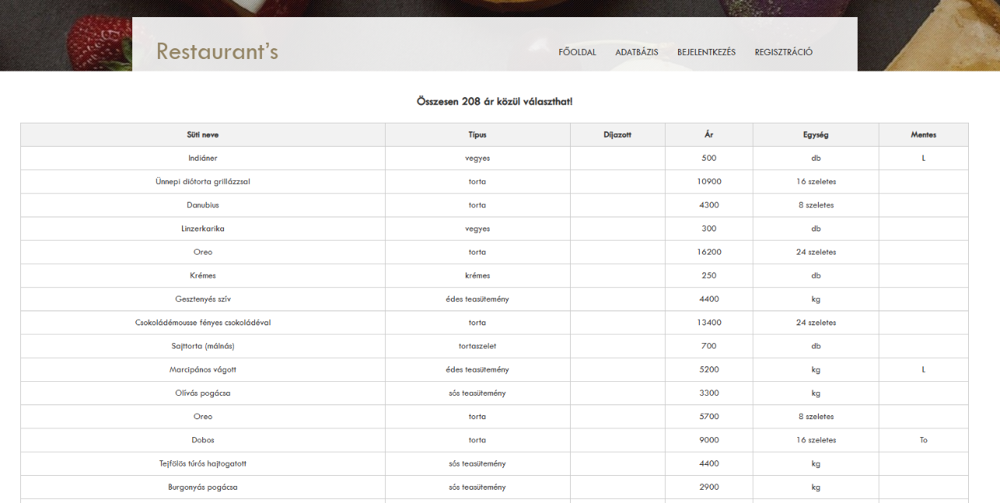 Restaurant's
FŐOLDAL ADATBÁZIS BEJELENTKEZÉS REGISZTRÁCIÓ
Összesen 208 ár közül választhat!
Süti neve Típus Díjazott Ár Egység Mentes
Indiáner vegyes 500 db L
Ünnepi diótorta grillázzsal torta 10900 16 szeletes
Danubius torta 4300 8 szeletes
Linzerkarika vegyes 300 db
Oreo torta 16200 24 szeletes
Krémes krémes 250 db
Gesztenyés szív édes teasütemény 4400 kg
Csokoládémousse fényes csokoládéval torta 13400 24 szeletes
Sajttorta (málnás) tortaszelet 700 db
Marcipános vágott édes teasütemény 5200 kg L
Olívás pogácsa sós teasütemény 3300 kg
Oreo torta 5700 8 szeletes
Dobos torta 9000 16 szeletes To
Tejfölös túrós hajtogatott sós teasütemény 4400 kg
Burgonyás pogácsa sós teasütemény 2900 kg